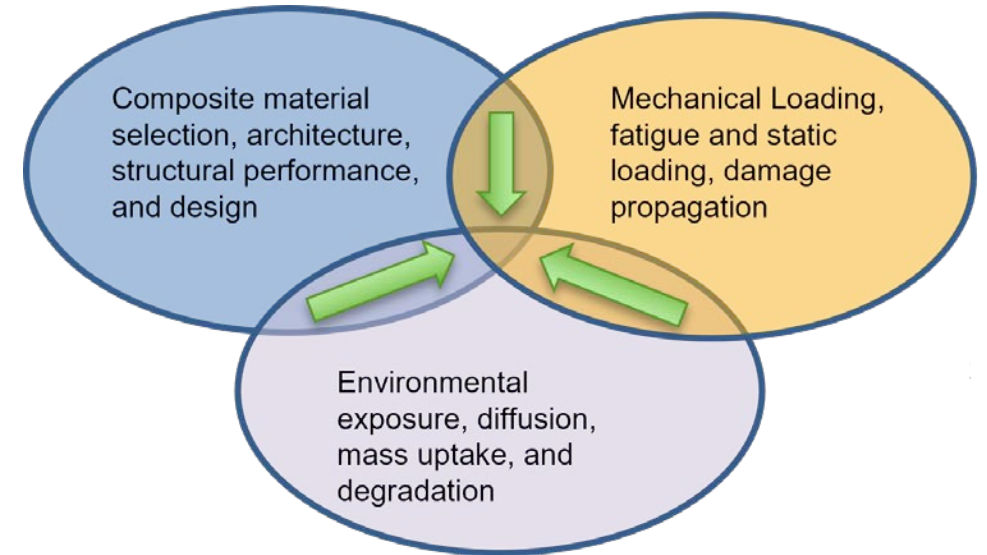 Composite material
selection, architecture,
structural performance,
and design
Mechanical Loading,
fatigue and static
loading, damage
propagation
Environmental
exposure, diffusion,
mass uptake, and
degradation